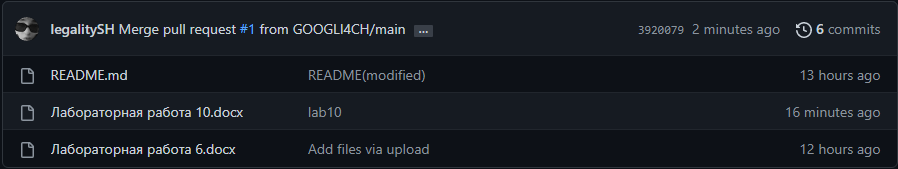 legalitySH Merge pull request #1 from GOOGLI4CH/main ... 3920079 2 minutes ago 6 commits
README.md README(modified) 13 hours ago
Лабораторная работа 10.docx lab10 16 minutes ago
Лабораторная работа 6.docx Add files via upload 12 hours ago